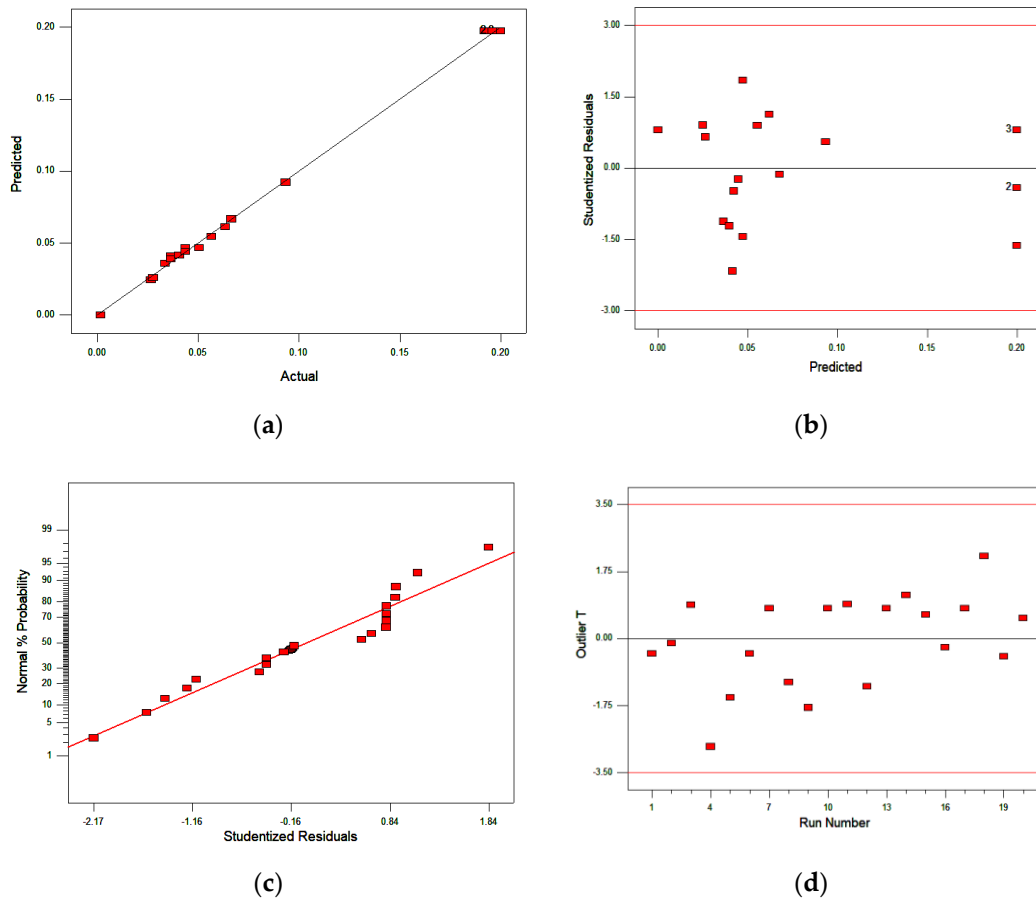 0.20
0.15
0.10
0.05
0.00
Predicted
0.00 0.05 0.10 0.15 0.20
Actual
(a)
3.00
1.50
0.00
-1.50
-3.00
Studentized Residuals
3
2
0.00 0.05 0.10 0.15 0.20
Predicted
(b)
99
95
90
80
70
50
30
20
10
5
1
Normal % Probability
-2.17 -1.16 -0.16 0.84 1.84
Studentized Residuals
(c)
3.50
1.75
0.00
-1.75
-3.50
Outlier T
1 4 7 10 13 16 19
Run Number
(d)